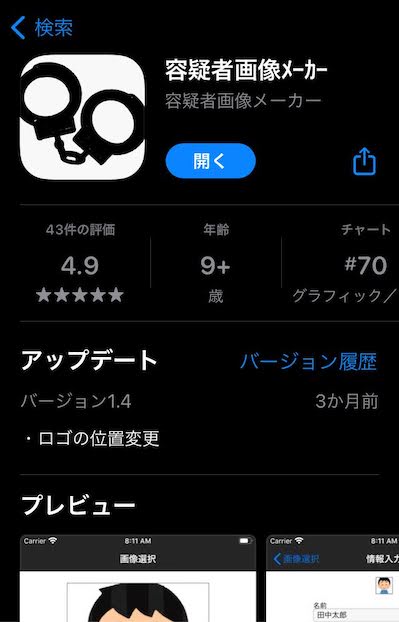 検索
容疑者画像ﾒｰｶｰ
容疑者画像メーカー
開く
43件の評価
年齢
チャート
4.9
9+
#70
★★★★★
歳
グラフィック／
アップデート
バージョン履歴
バージョン1.4
3か月前
・ロゴの位置変更
プレビュー
Carrier
8:11 AM
画像選択
Carrier
8:11 AM
画像選択
情報入力
名前
田中太郎